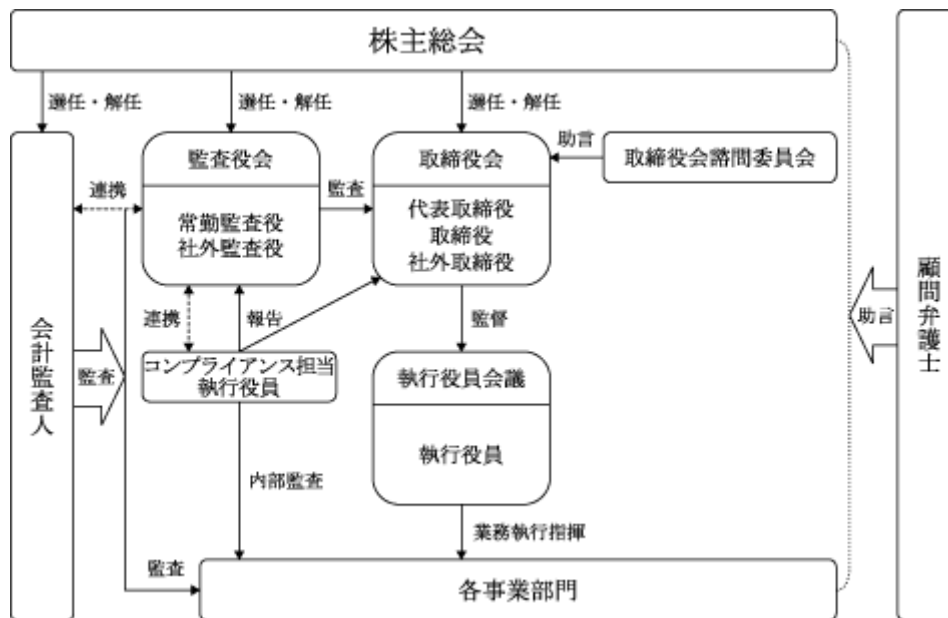 株主総会
選任・解任
選任・解任
選任・解任
監査役会
常勤監査役
社外監査役
取締役会
代表取締役
取締役
社外取締役
助言
取締役会諮問委員会
連携
監査
連携
報告
監督
コンプライアンス担当
執行役員
執行役員会議
執行役員
会計監査人
監査
内部監査
業務執行指揮
監査
各事業部門
助言
顧問弁護士